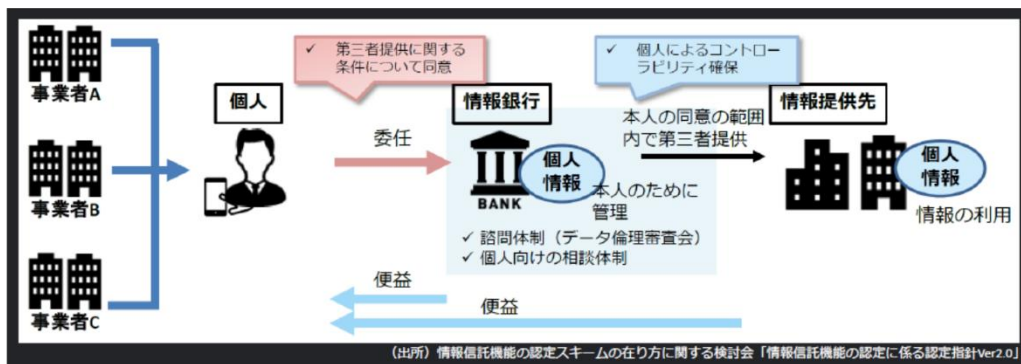 事業者A
事業者B
事業者C
個人
✓ 第三者提供に関する
条件について同意
委任
情報銀行
BANK
個人
情報
本人のために
管理
✓ 諮問体制（データ倫理審査会）
✓ 個人向けの相談体制
✓ 個人によるコントロー
ラビリティ確保
本人の同意の範囲
内で第三者提供
情報提供先
個人
情報
情報の利用
便益
便益
（出所）情報信託機能の認定スキームの在り方に関する検討会「情報信託機能の認定に係る認定指針Ver2.0」